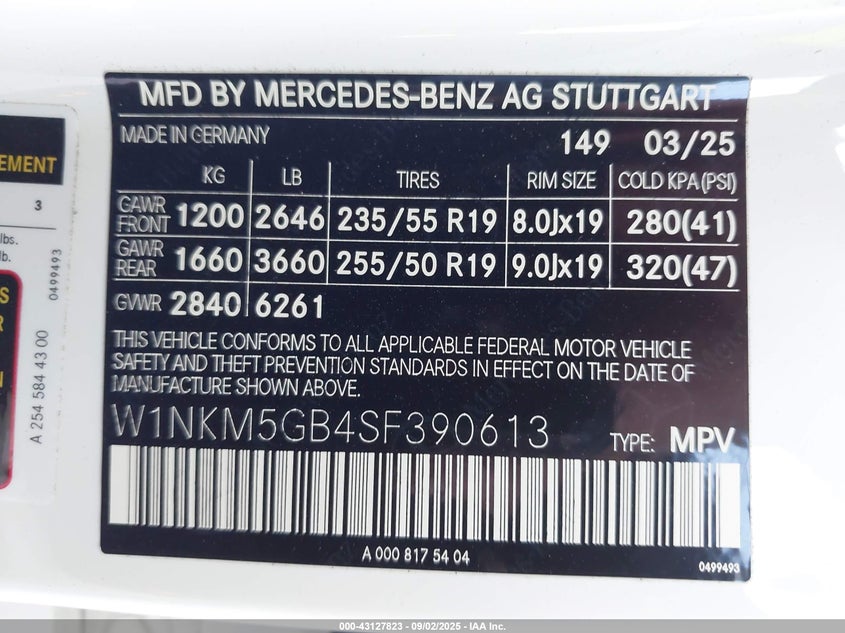 MFD BY MERCEDES-BENZ AG STUTTGART
MADE IN GERMANY 149 03/25
KG LB TIRES RIM SIZE COLD KPA(PSI)
GAWR FRONT 1200 2646 235/55 R19 8.0Jx19 280(41)
GAWR REAR 1660 3660 255/50 R19 9.0Jx19 320(47)
GVWR 2840 6261
THIS VEHICLE CONFORMS TO ALL APPLICABLE FEDERAL MOTOR VEHICLE
SAFETY AND THEFT PREVENTION STANDARDS IN EFFECT ON THE DATE OF
MANUFACTURE SHOWN ABOVE.
W1NKM5GB4SF390613 TYPE: MPV
A 000 817 54 04
0499493
EMENT
3
lbs.
lb.
0499493
S
R
N
A 254 584 43 00
000-43127823 - 09/02/2025 - IAA Inc.